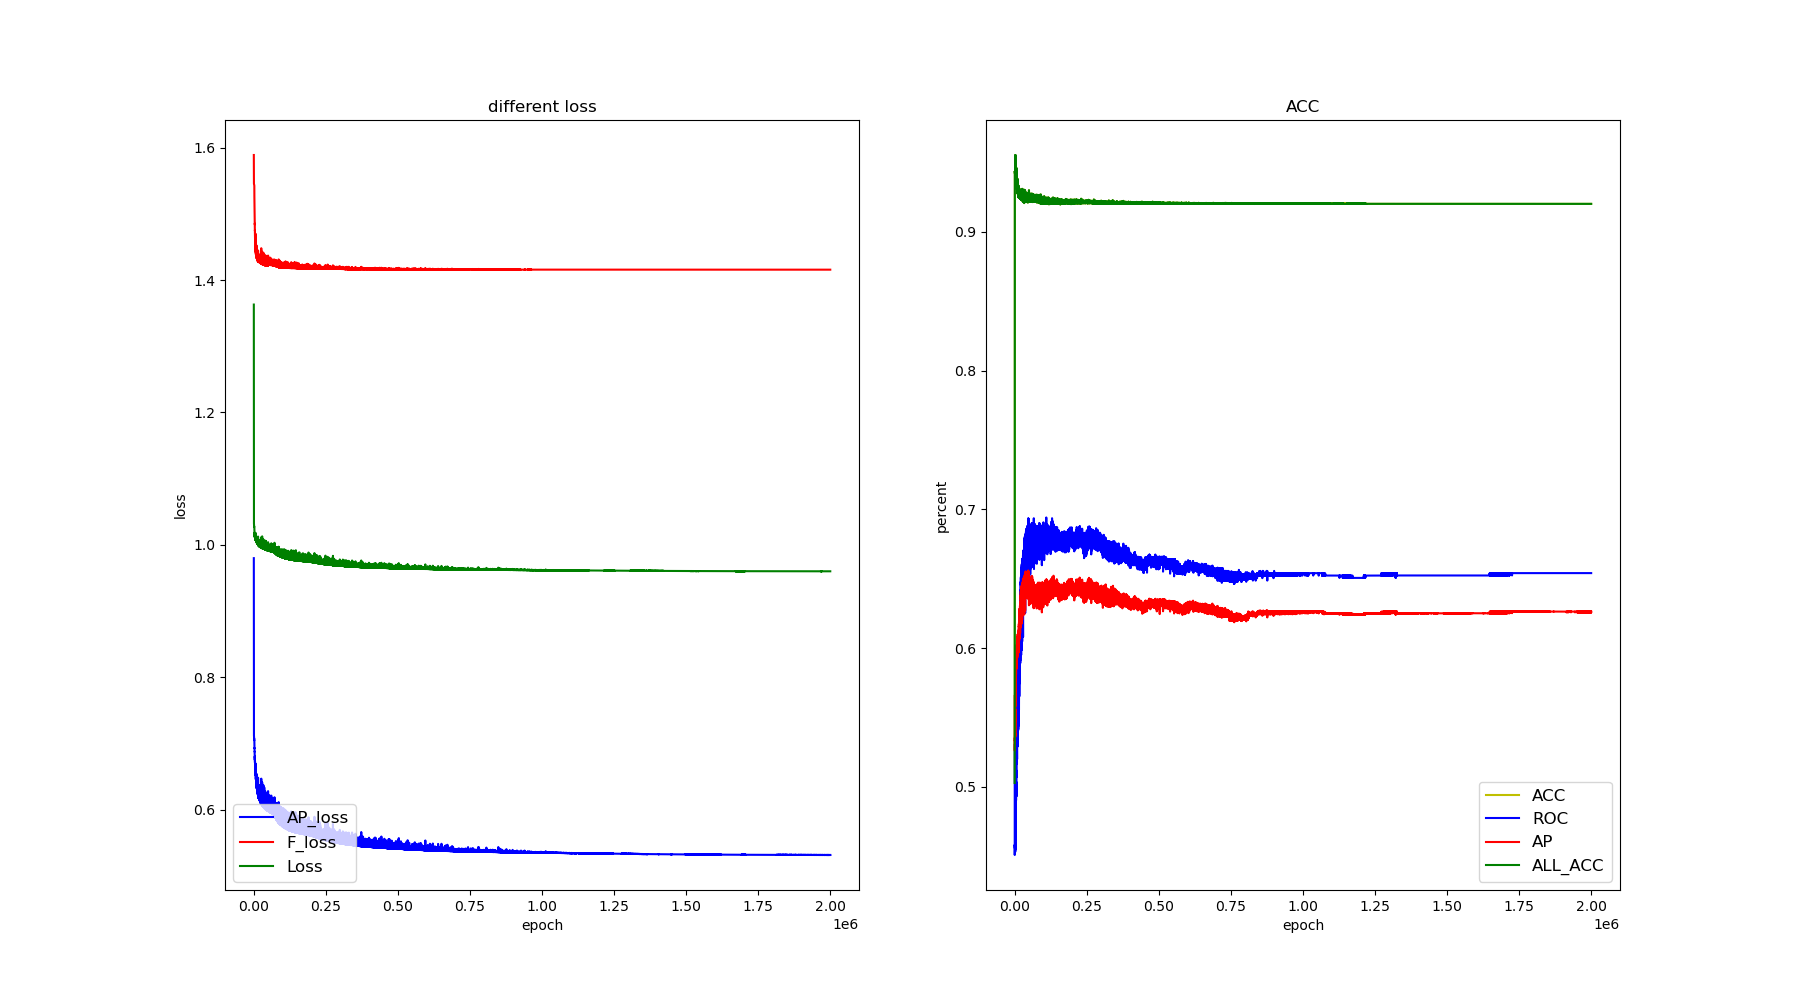 different loss
1.6
1.4
1.2
1.0
0.8
0.6
loss
AP_loss
F_loss
Loss
0.00 0.25 0.50 0.75 1.00 1.25 1.50 1.75 2.00
epoch
1e6
ACC
0.9
0.8
0.7
0.6
0.5
percent
ACC
ROC
AP
ALL_ACC
0.00 0.25 0.50 0.75 1.00 1.25 1.50 1.75 2.00
epoch
1e6